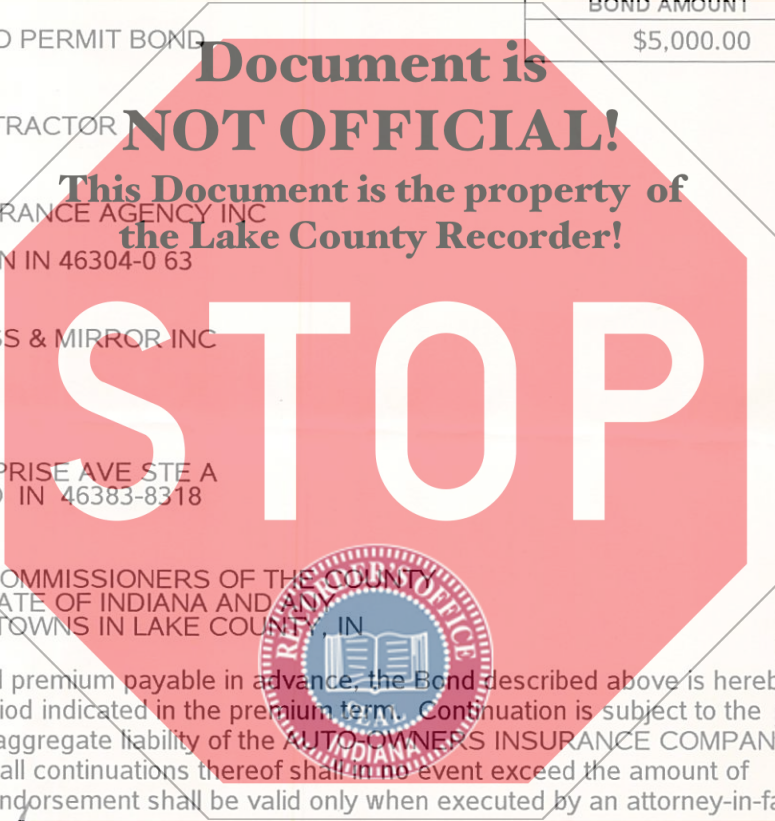 BOND AMOUNT
$5,000.00
D PERMIT BOND
Document is
NOT OFFICIAL!
TRACTOR
This Document is the property of
RANCE AGENCY INC
the Lake County Recorder!
N IN 46304-0 63
SS & MIRROR INC
STOP
PRISE AVE STE A
IN 46383-8318
OMMISSIONERS OF THE COUNTY
ATE OF INDIANA AND ANY
TOWNS IN LAKE COUNTY, IN
RECORDER'S OFFICE
SEAL
INDIANA
premium payable in advance, the Bond described above is hereb
iod indicated in the premium term. Continuation is subject to the
aggregate liability of the AUTO-OWNERS INSURANCE COMPAN
all continuations thereof shall in no event exceed the amount of
ndorsement shall be valid only when executed by an attorney-in-fa